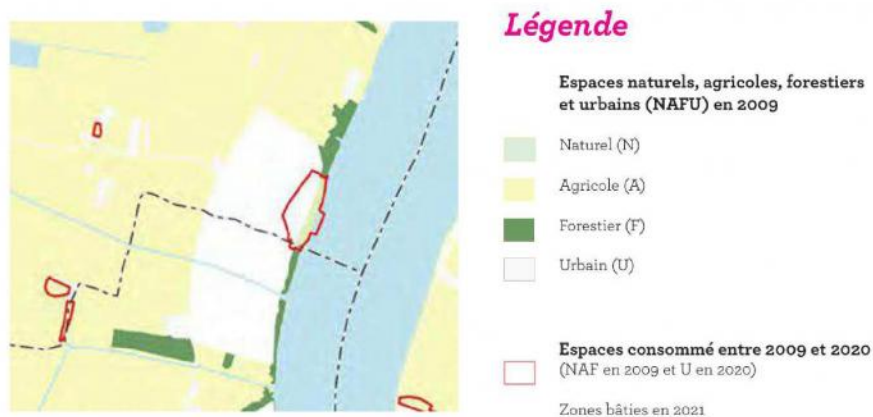 Légende
Espaces naturels, agricoles, forestiers
et urbains (NAFU) en 2009
Naturel (N)
Agricole (A)
Forestier (F)
Urbain (U)
Espaces consommé entre 2009 et 2020
(NAF en 2009 et U en 2020)
Zones bâties en 2021